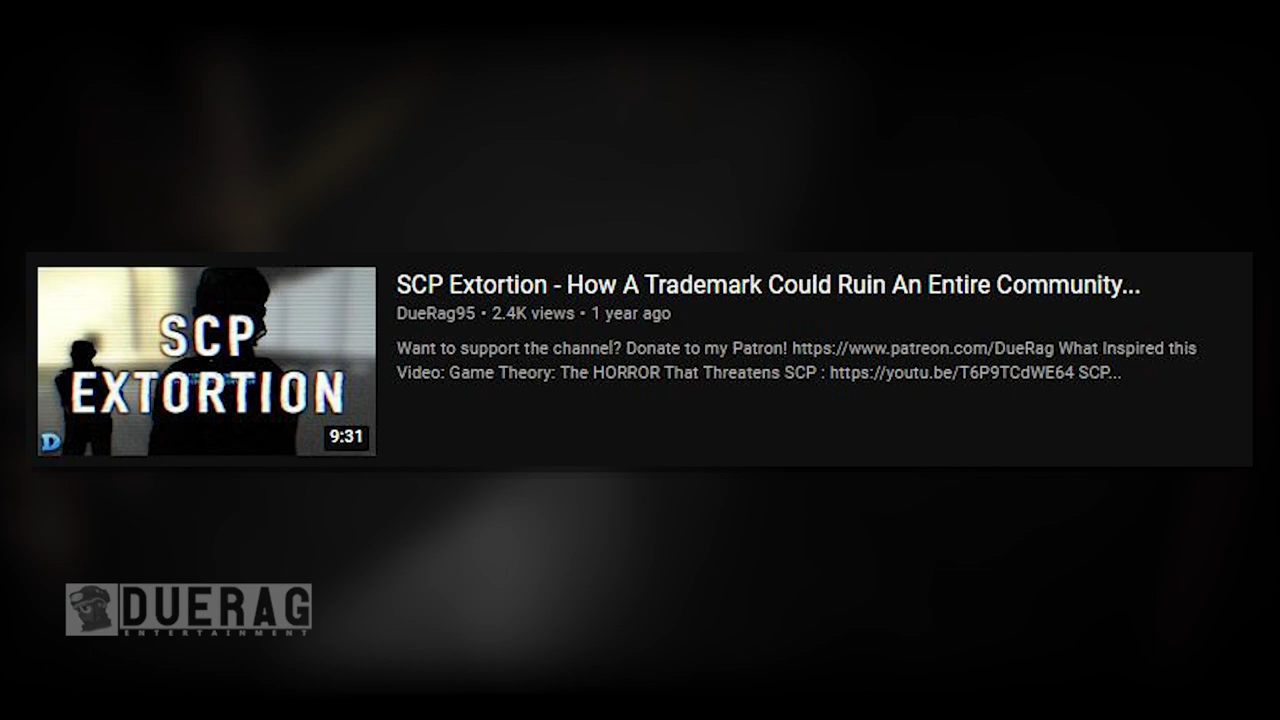 SCP
EXTORTION
D
9:31
SCP Extortion - How A Trademark Could Ruin An Entire Community...
DueRag95 • 2.4K views • 1 year ago
Want to support the channel? Donate to my Patron! https://www.patreon.com/DueRag What Inspired this
Video: Game Theory: The HORROR That Threatens SCP : https://youtu.be/T6P9TCdWE64 SCP...
DUERAG
ENTERTAINMENT